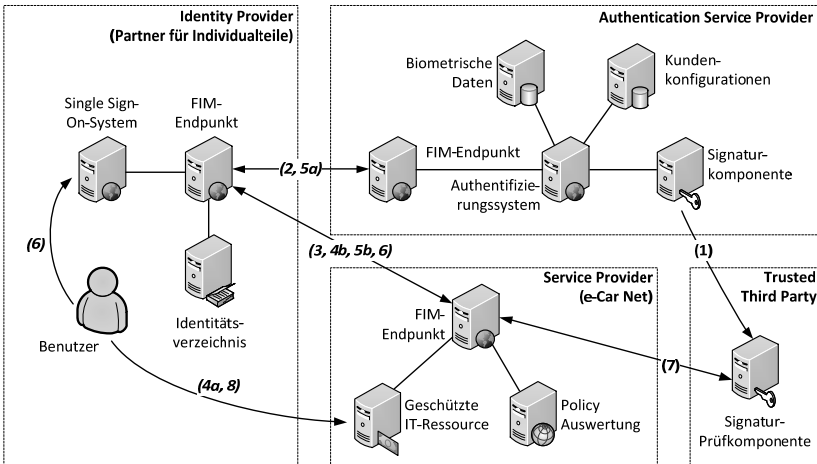 Identity Provider
(Partner für Individualteile)
Single Sign-
On-System
FIM-
Endpunkt
(6)
Benutzer
Identitäts-
verzeichnis
(2, 5a)
(3, 4b, 5b, 6)
(4a, 8)
Authentication Service Provider
Biometrische
Daten
Kunden-
konfigurationen
FIM-Endpunkt
Authentifizie-
rungssystem
Signatur-
komponente
(1)
Service Provider
(e-Car Net)
FIM-
Endpunkt
Geschützte
IT-Ressource
Policy
Auswertung
(7)
Trusted
Third Party
Signatur-
Prüfkomponente